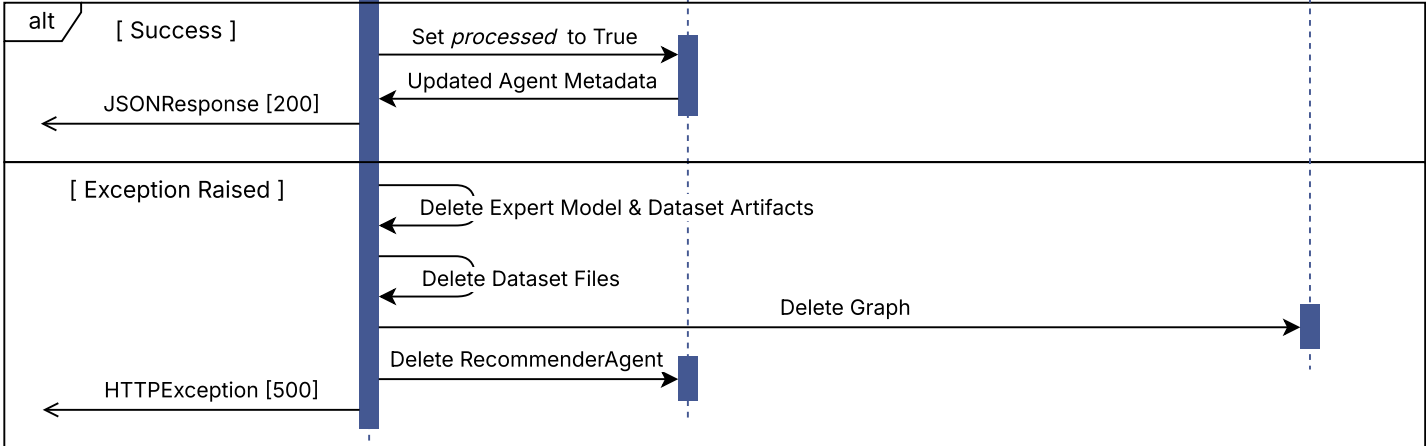 alt
[ Success ]
Set processed to True
Updated Agent Metadata
JSONResponse [200]
[ Exception Raised ]
Delete Expert Model & Dataset Artifacts
Delete Dataset Files
Delete Graph
Delete RecommenderAgent
HTTPException [500]